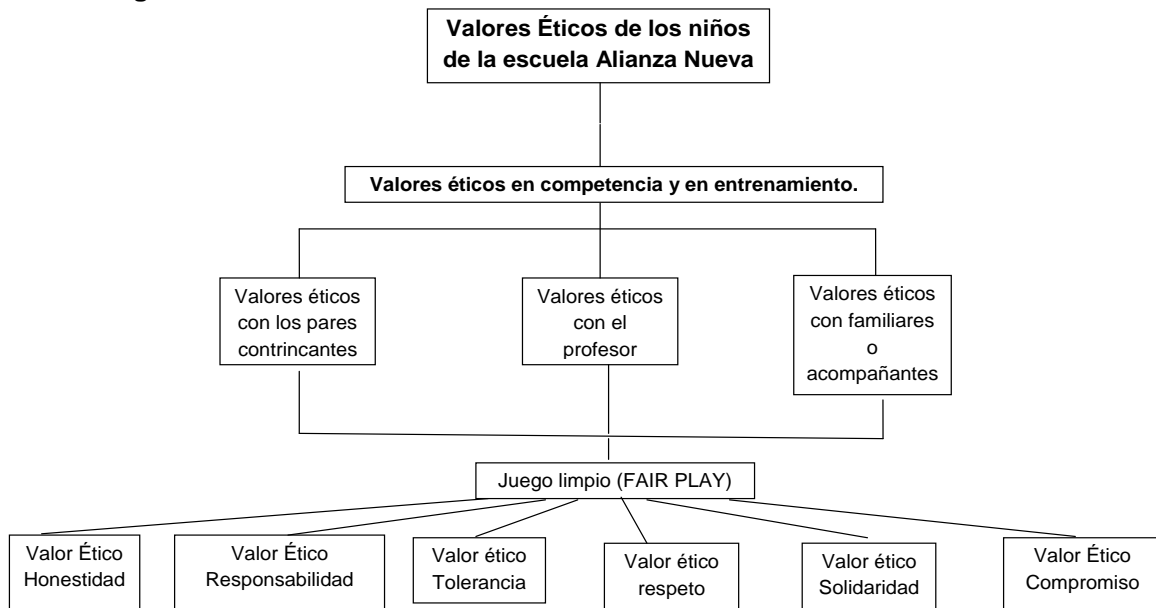 Valores Éticos de los niños
de la escuela Alianza Nueva
Valores éticos en competencia y en entrenamiento.
Valores éticos
con los pares
contrincantes
Valores éticos
con el
profesor
Valores éticos
con familiares
o
acompañantes
Juego limpio (FAIR PLAY)
Valor Ético
Honestidad
Valor Ético
Responsabilidad
Valor ético
Tolerancia
Valor ético
respeto
Valor ético
Solidaridad
Valor Ético
Compromiso